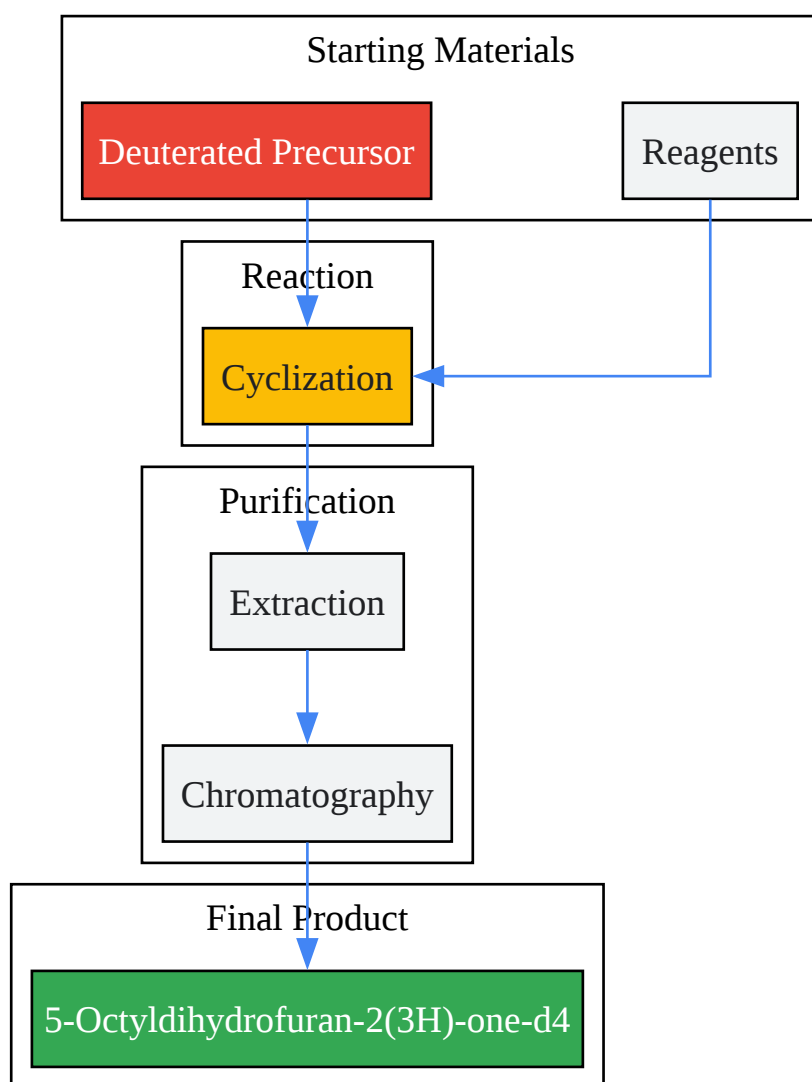 Starting Materials
Deuterated Precursor
Reagents
Reaction
Cyclization
Purification
Extraction
Chromatography
Final Product
5-Octyldihydrofuran-2(3H)-one-d4